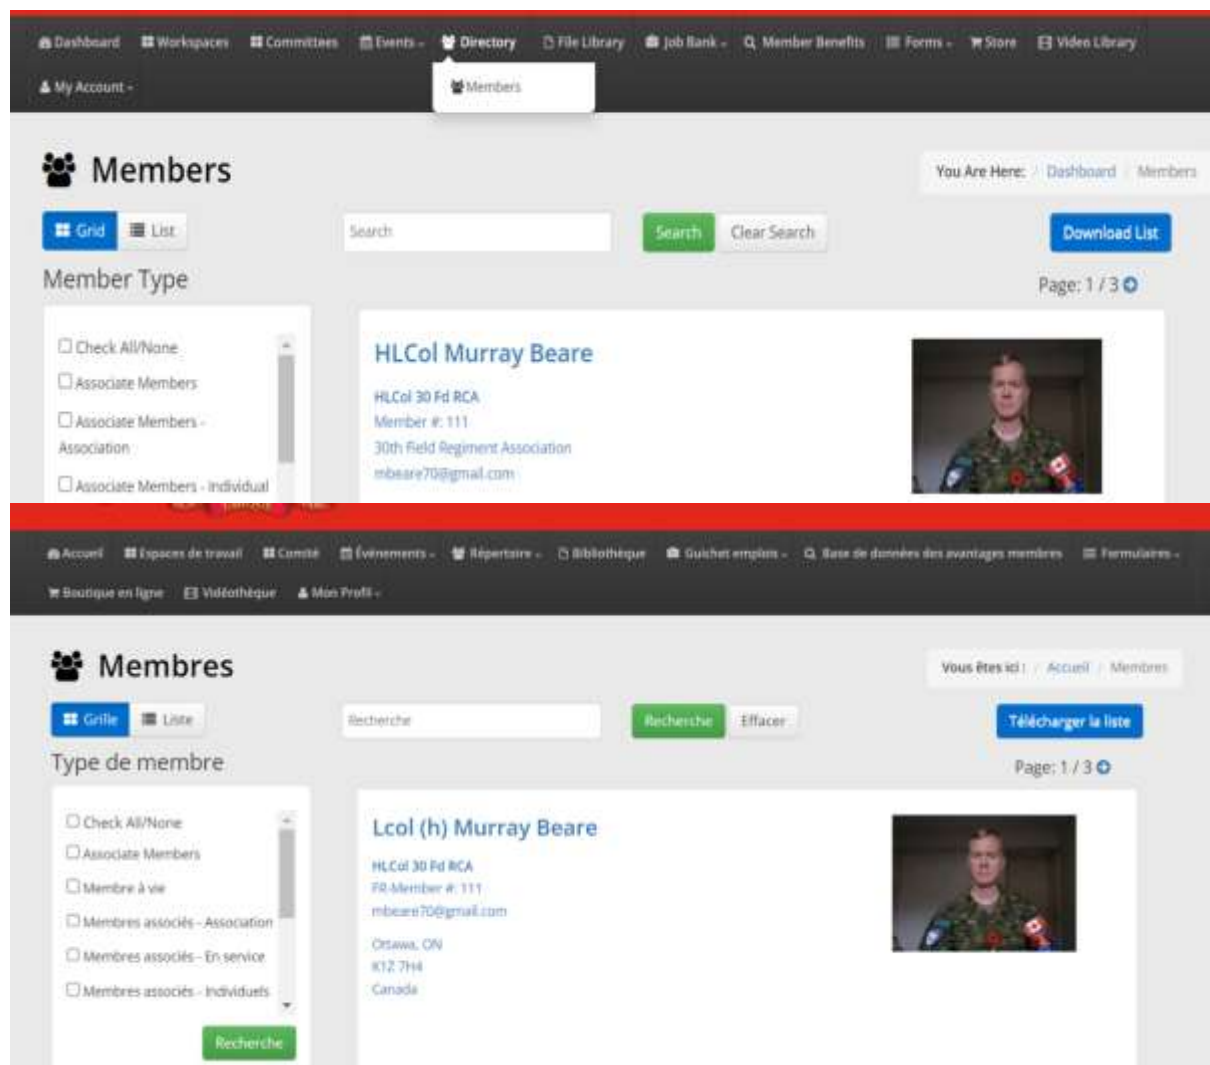 Dashboard Workspaces Committees Events Directory File Library Job Bank Member Benefits Forms Store Video Library
My Account
Members
Members
You Are Here: / Dashboard / Members
Grid List Search Search Clear Search Download List
Member Type
Page: 1 / 3
Check All/None
Associate Members
Associate Members -
Association
Associate Members - Individual
HLCol Murray Beare
HLCol 30 Fd RCA
Member #: 111
30th Field Regiment Association
mbeare70@gmail.com
Accueil Espaces de travail Comité Événements Répertoire Bibliothèque Guichet emplois Base de données des avantages membres Formulaires
Boutique en ligne Vidéothèque Mon Profil
Membres
Vous êtes ici : / Accueil / Membres
Grille Liste Recherche Recherche Effacer Télécharger la liste
Type de membre
Page: 1 / 3
Check All/None
Associate Members
Membre à vie
Membres associés - Association
Membres associés - En service
Membres associés - Individuels
Recherche
Lcol (h) Murray Beare
HLCol 30 Fd RCA
FR-Member #: 111
mbeare70@gmail.com
Ottawa, ON
K1Z 7H4
Canada